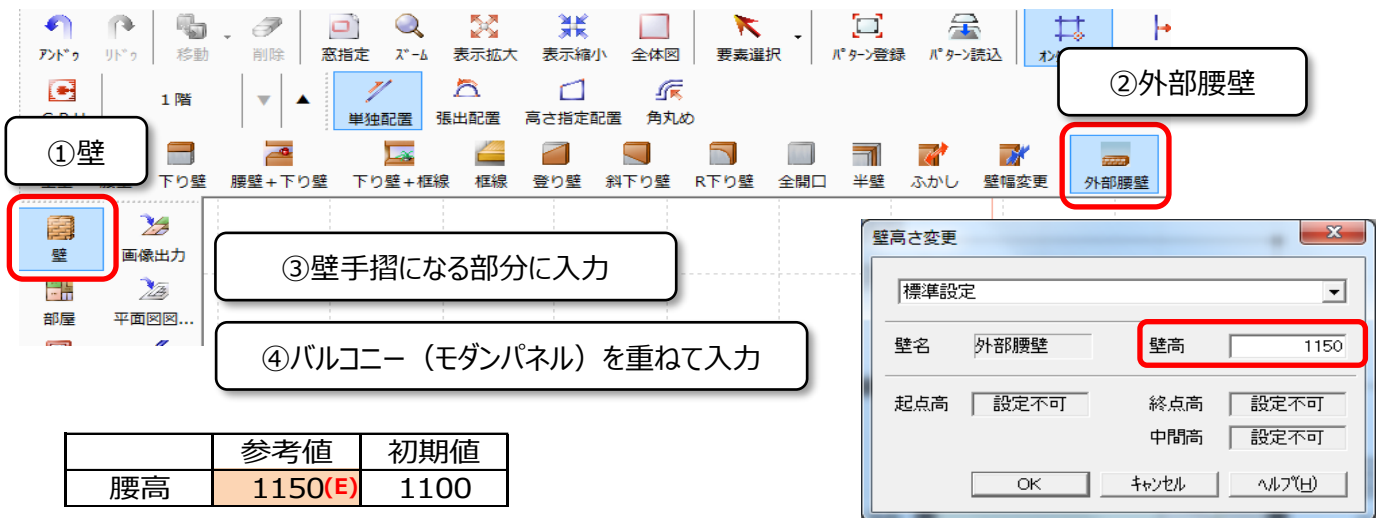 アンドゥ リドゥ 移動 削除 窓指定 ズーム 表示拡大 表示縮小 全体図 要素選択 パターン登録 パターン読込
1階 単独配置 張出配置 高さ指定配置 角丸め
②外部腰壁
①壁
下り壁 腰壁+下り壁 下り壁+框線 框線 登り壁 斜下り壁 R下り壁 全開口 半壁 ふかし 壁幅変更 外部腰壁
壁 画像出力
部屋 平面図図...
③壁手摺になる部分に入力
④バルコニー(モダンパネル)を重ねて入力
参考値 初期値
腰高 1150(E) 1100
壁高さ変更
標準設定
壁名 外部腰壁 壁高 1150
起点高 設定不可 終点高 設定不可
中間高 設定不可
OK キャンセル ヘルプ(H)